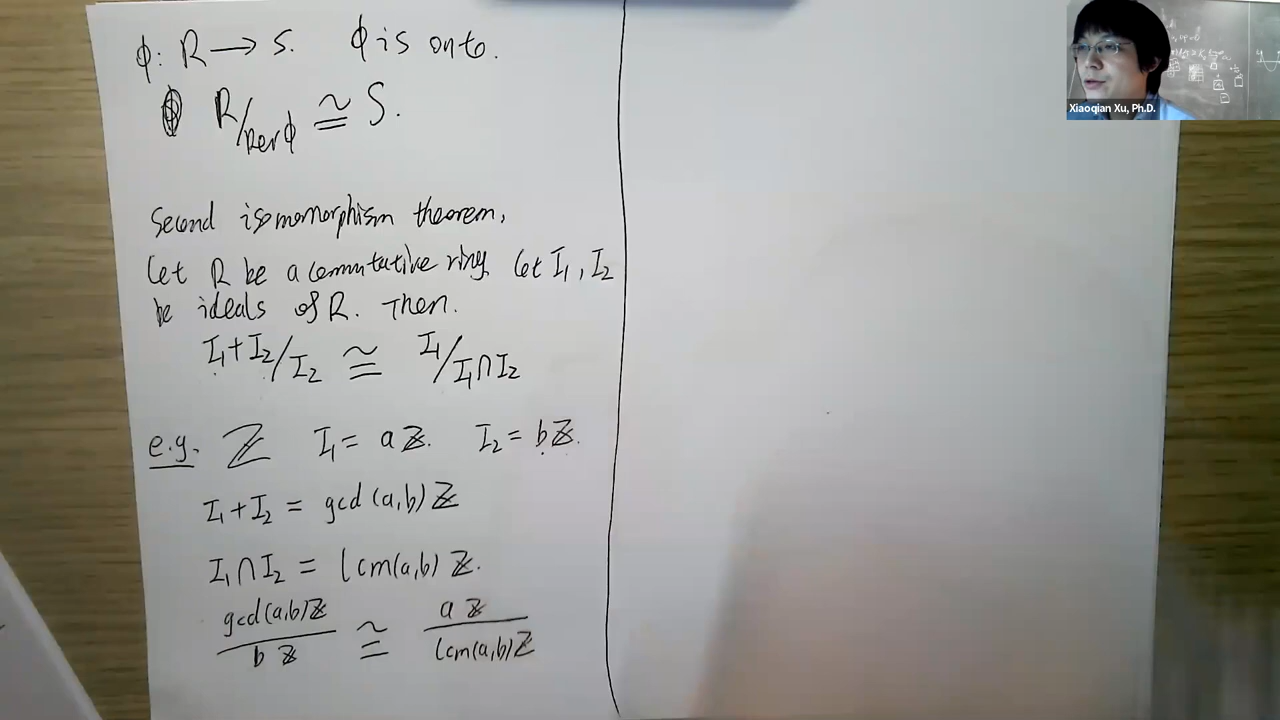 ϕ: R → S. ϕ is onto.
R/Ker ϕ ≅ S.
Second isomomorphism theorem,
Let R be a commutative ring. Let I₁, I₂
be ideals of R. Then.
I₁+I₂/I₂ ≅ I₁/I₁∩I₂
e.g. ℤ I₁ = aℤ. I₂ = bℤ.
I₁+I₂ = gcd(a,b)ℤ
I₁∩I₂ = lcm(a,b)ℤ.
gcd(a,b)ℤ/bℤ ≅ aℤ/lcm(a,b)ℤ
Xiaoqian Xu, Ph.D.